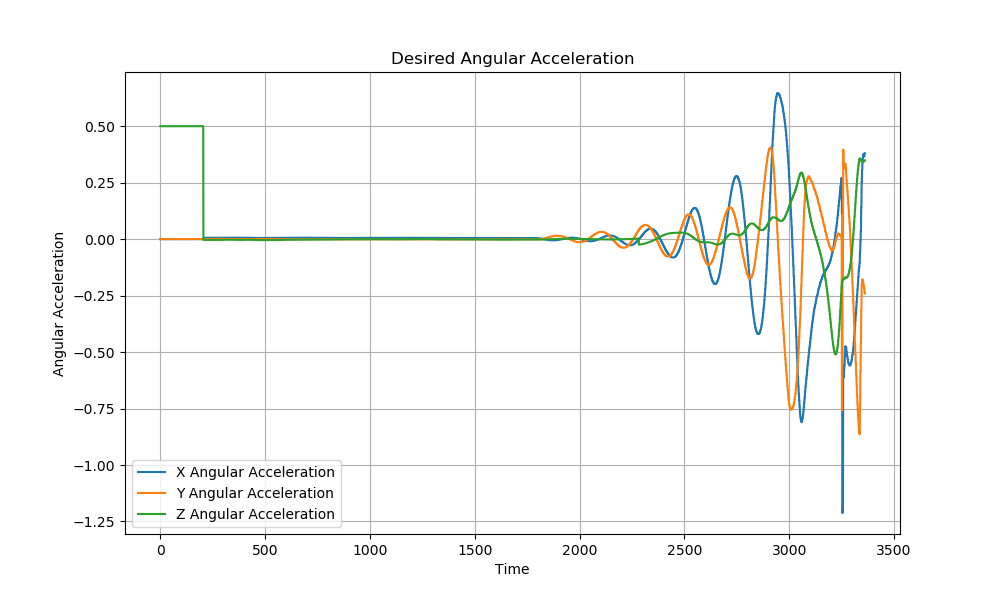 Desired Angular Acceleration
Angular Acceleration
0.50
0.25
0.00
−0.25
−0.50
−0.75
−1.00
−1.25
X Angular Acceleration
Y Angular Acceleration
Z Angular Acceleration
0 500 1000 1500 2000 2500 3000 3500
Time